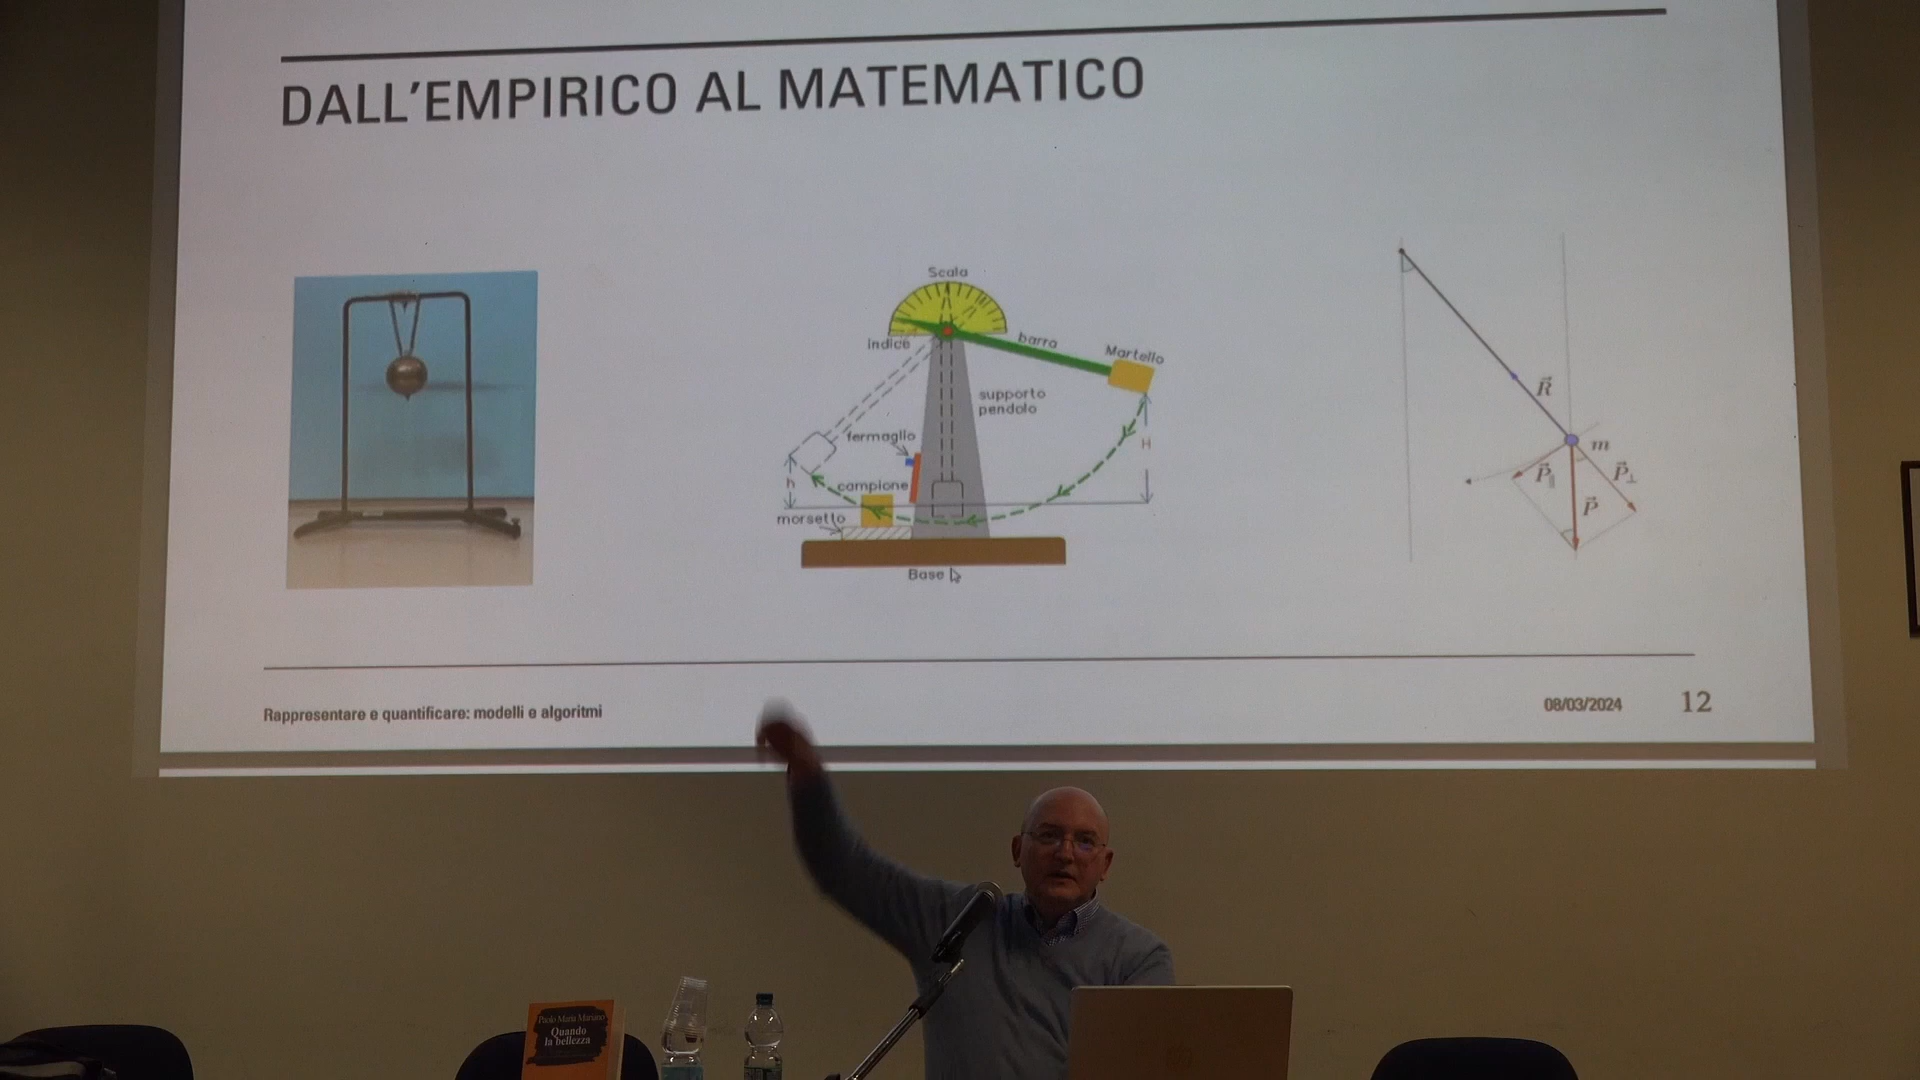 DALL'EMPIRICO AL MATEMATICO
Scala
indice
barra
Martello
supporto
pendolo
fermaglio
H
h
campione
morsetto
Base
R
m
P∥
P⊥
P
Rappresentare e quantificare: modelli e algoritmi
08/03/2024
12
Paolo Maria Mariano
Quando
la bellezza